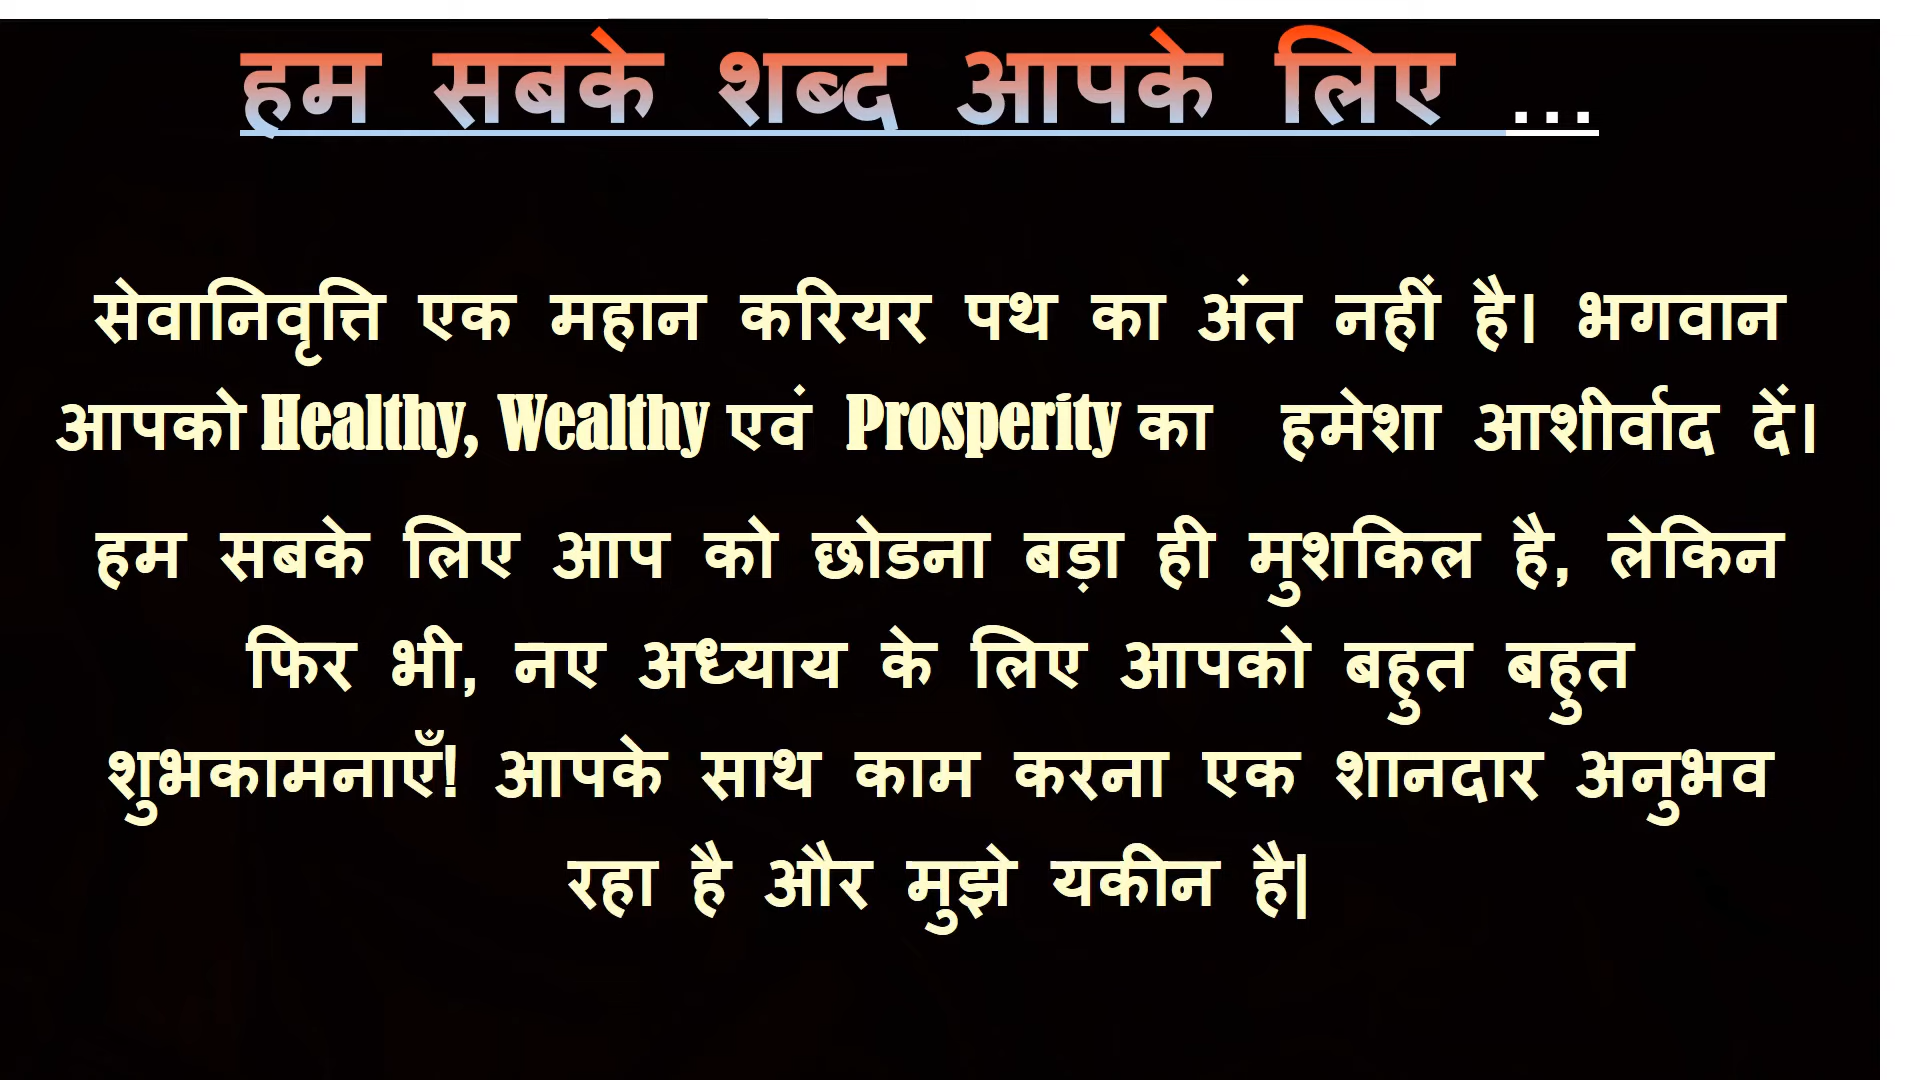 हम सबके शब्द आपके लिए ...
सेवानिवृत्ति एक महान करियर पथ का अंत नहीं है। भगवान
आपको Healthy, Wealthy एवं Prosperity का हमेशा आशीर्वाद दें।
हम सबके लिए आप को छोडना बड़ा ही मुशकिल है, लेकिन
फिर भी, नए अध्याय के लिए आपको बहुत बहुत
शुभकामनाएँ! आपके साथ काम करना एक शानदार अनुभव
रहा है और मुझे यकीन है|